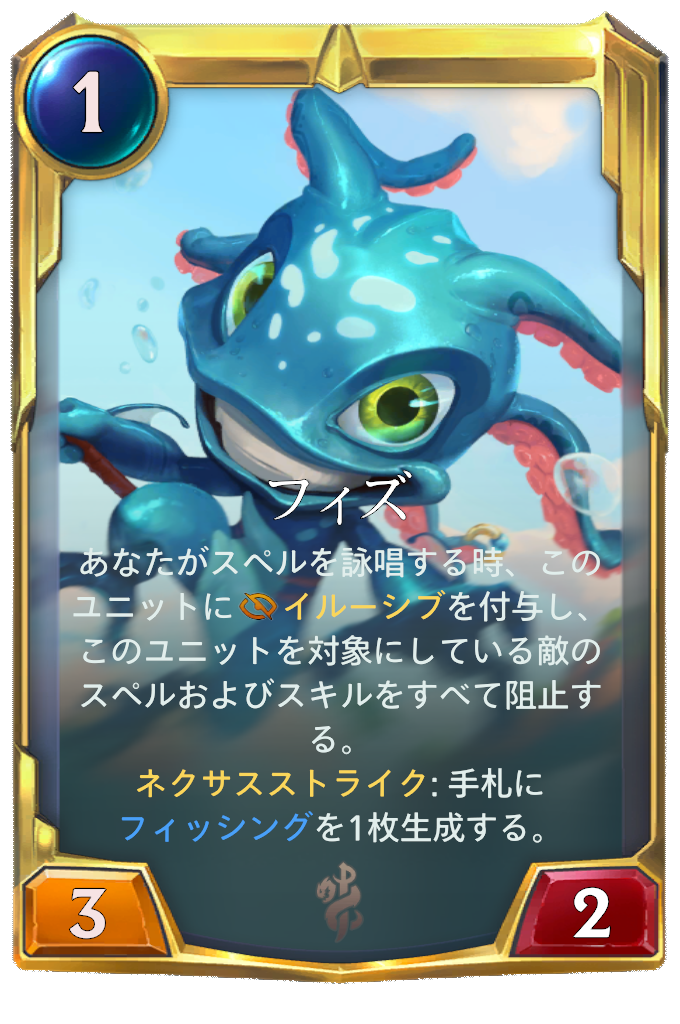 1
フィズ
あなたがスペルを詠唱する時、この
ユニットにイルーシブを付与し、
このユニットを対象にしている敵の
スペルおよびスキルをすべて阻止す
る。
ネクサスストライク: 手札に
フィッシングを1枚生成する。
3
2